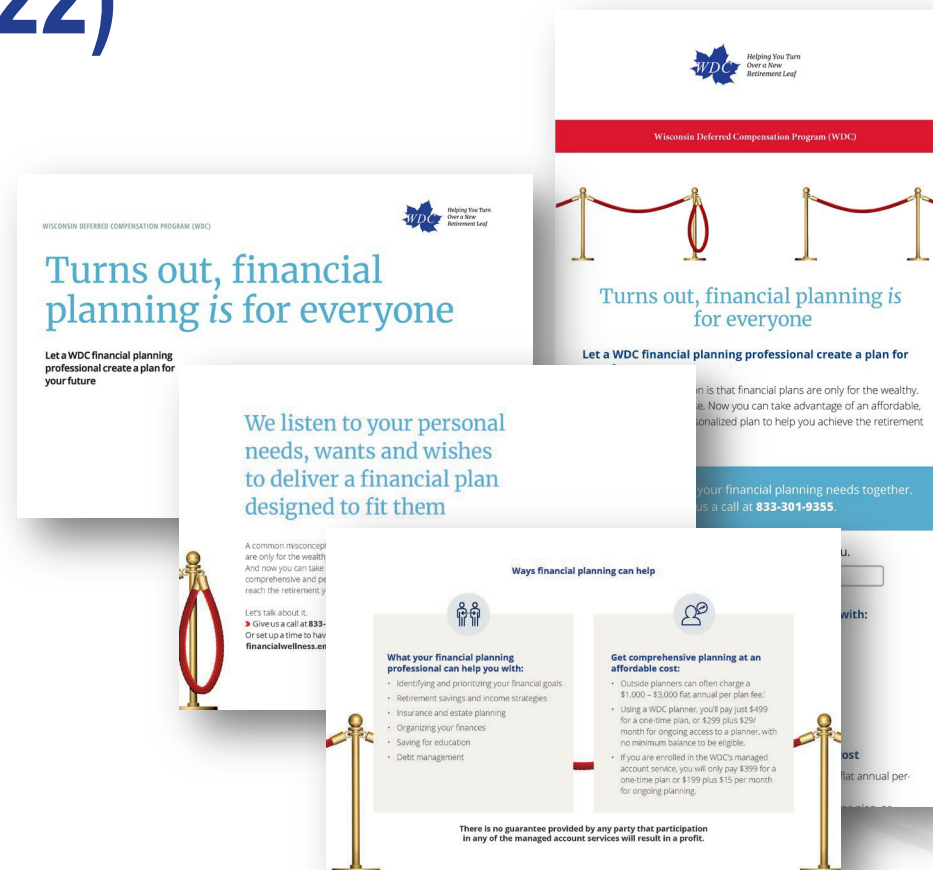 22)
WDC
Helping You Turn
Over a New
Retirement Leaf
Wisconsin Deferred Compensation Program (WDC)
Turns out, financial planning is
for everyone
Let a WDC financial planning professional create a plan for
is that financial plans are only for the wealthy.
Now you can take advantage of an affordable,
plan to help you achieve the retirement
your financial planning needs together.
us a call at 833-301-9355.
with:
flat annual per-
WISCONSIN DEFERRED COMPENSATION PROGRAM (WDC)
WDC
Helping You Turn
Over a New
Retirement Leaf
Turns out, financial
planning is for everyone
Let a WDC financial planning
professional create a plan for
your future
We listen to your personal
needs, wants and wishes
to deliver a financial plan
designed to fit them
A common
are only for the
And now you can take
comprehensive and
reach the retirement
Let's talk about it.
Give us a call at 833-
Or set up a time to
Ways financial planning can help
What your financial planning
professional can help you with:
• Identifying and prioritizing your financial goals
• Retirement savings and income strategies
• Insurance and estate planning
• Organizing your finances
• Saving for education
• Debt management
Get comprehensive planning at an
affordable cost:
• Outside planners can often charge a
$1,000 – $3,000 flat annual per plan fee.¹
• Using a WDC planner, you'll pay just $499
for a one-time plan, or $299 plus $29/
month for ongoing access to a planner, with
no minimum balance to be eligible.
• If you are enrolled in the WDC's managed
account service, you will only pay $399 for a
one-time plan or $199 plus $15 per month
for ongoing planning.
There is no guarantee provided by any party that participation
in any of the managed account services will result in a profit.